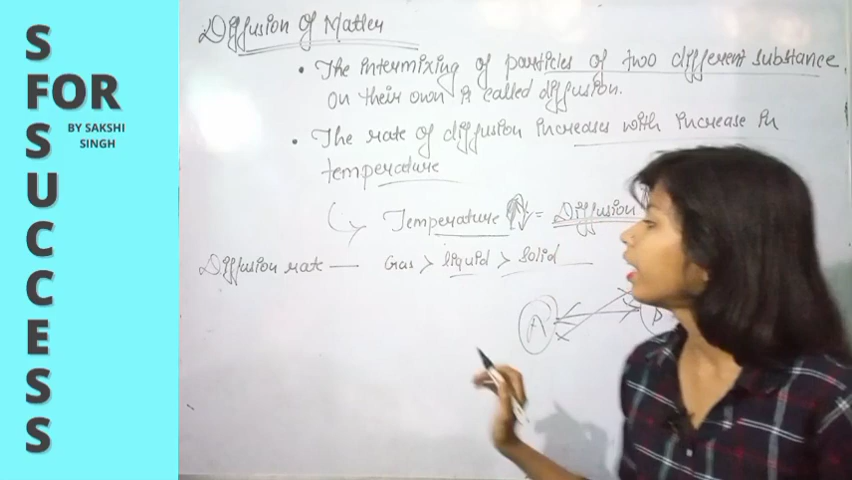 S
FOR
S
U
C
C
E
S
S
BY SAKSHI
SINGH
Diffusion Of Matter
• The intermixing of particles of two different substance
on their own is called diffusion.
• The rate of diffusion increases with increase in
temperature
Temperature = Diffusion
Diffusion rate — Gas > liquid > Solid
A